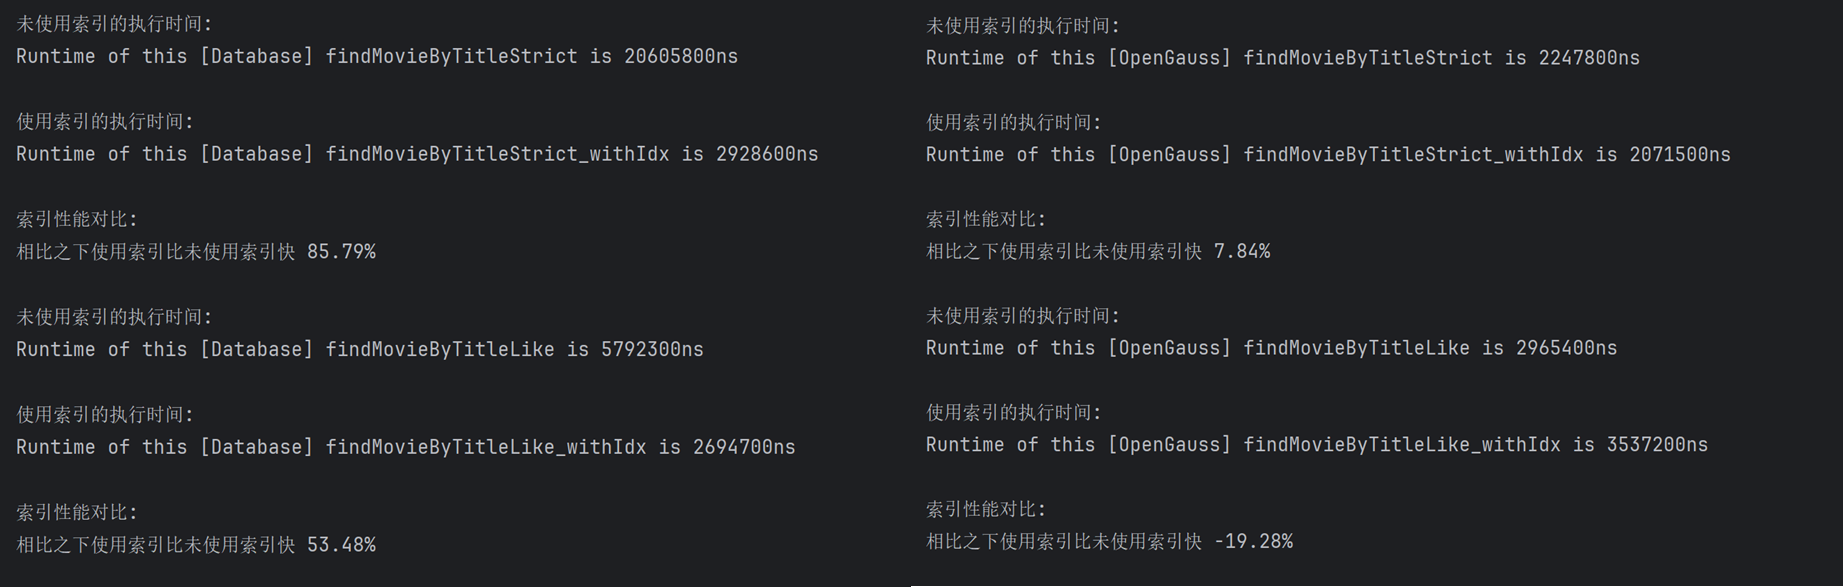 未使用索引的执行时间:
Runtime of this [Database] findMovieByTitleStrict is 20605800ns
使用索引的执行时间:
Runtime of this [Database] findMovieByTitleStrict_withIdx is 2928600ns
索引性能对比:
相比之下使用索引比未使用索引快 85.79%
未使用索引的执行时间:
Runtime of this [Database] findMovieByTitleLike is 5792300ns
使用索引的执行时间:
Runtime of this [Database] findMovieByTitleLike_withIdx is 2694700ns
索引性能对比:
相比之下使用索引比未使用索引快 53.48%
未使用索引的执行时间:
Runtime of this [OpenGauss] findMovieByTitleStrict is 2247800ns
使用索引的执行时间:
Runtime of this [OpenGauss] findMovieByTitleStrict_withIdx is 2071500ns
索引性能对比:
相比之下使用索引比未使用索引快 7.84%
未使用索引的执行时间:
Runtime of this [OpenGauss] findMovieByTitleLike is 2965400ns
使用索引的执行时间:
Runtime of this [OpenGauss] findMovieByTitleLike_withIdx is 3537200ns
索引性能对比:
相比之下使用索引比未使用索引快 -19.28%